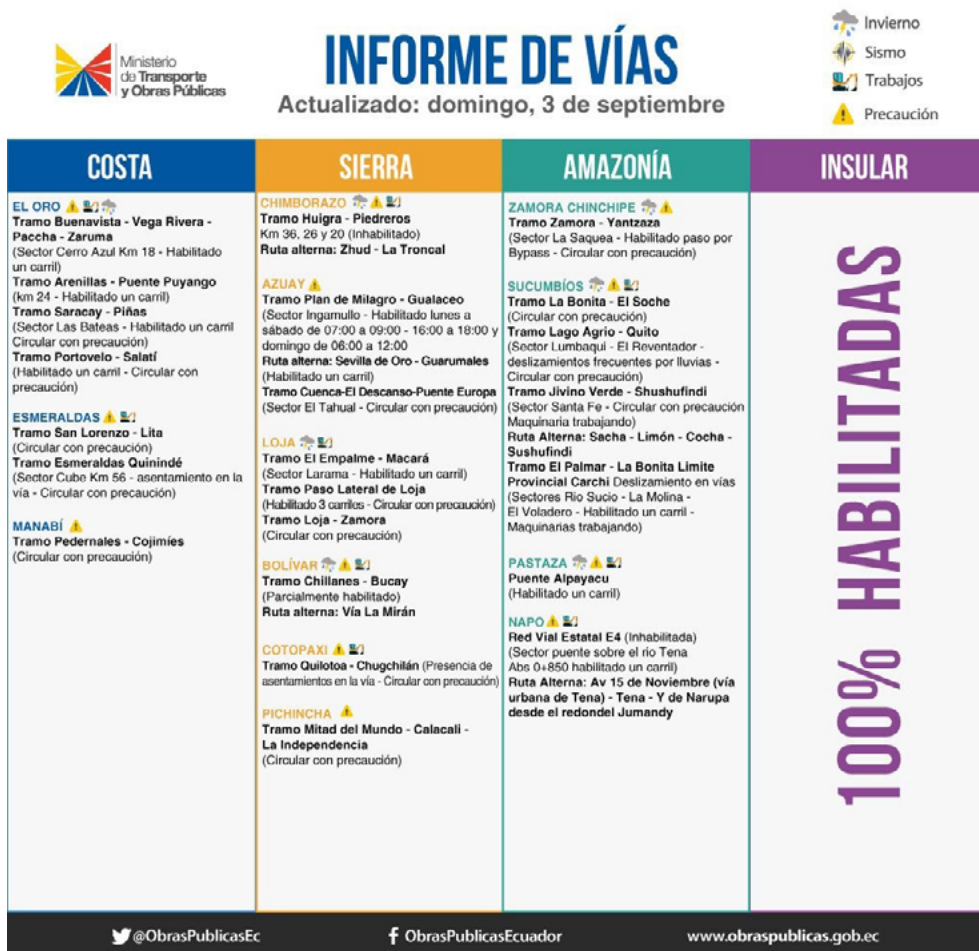 Ministerio
de Transporte
y Obras Públicas
INFORME DE VÍAS
Actualizado: domingo, 3 de septiembre
Invierno
Sismo
Trabajos
Precaución
COSTA
EL ORO
Tramo Buenavista - Vega Rivera -
Paccha - Zaruma
(Sector Cerro Azul Km 18 - Habilitado
un carril)
Tramo Arenillas - Puente Puyango
(km 24 - Habilitado un carril)
Tramo Saracay - Piñas
(Sector Las Bateas - Habilitado un carril
Circular con precaución)
Tramo Portovelo - Salatí
(Habilitado un carril - Circular con
precaución)
ESMERALDAS
Tramo San Lorenzo - Lita
(Circular con precaución)
Tramo Esmeraldas Quinindé
(Sector Cube Km 56 - asentamiento en la
vía - Circular con precaución)
MANABÍ
Tramo Pedernales - Cojimíes
(Circular con precaución)
SIERRA
CHIMBORAZO
Tramo Huigra - Piedreros
Km 36, 26 y 20 (Inhabilitado)
Ruta alterna: Zhud - La Troncal
AZUAY
Tramo Plan de Milagro - Gualaceo
(Sector Ingamullo - Habilitado lunes a
sábado de 07:00 a 09:00 - 16:00 a 18:00 y
domingo de 06:00 a 12:00
Ruta alterna: Sevilla de Oro - Guarumales
(Habilitado un carril)
Tramo Cuenca-El Descanso-Puente Europa
(Sector El Tahual - Circular con precaución)
LOJA
Tramo El Empalme - Macará
(Sector Larama - Habilitado un carril)
Tramo Paso Lateral de Loja
(Habilitado 3 carriles - Circular con precaución)
Tramo Loja - Zamora
(Circular con precaución)
BOLÍVAR
Tramo Chillanes - Bucay
(Parcialmente habilitado)
Ruta alterna: Vía La Mirán
COTOPAXI
Tramo Quilotoa - Chugchilán (Presencia de
asentamientos en la vía - Circular con precaución)
PICHINCHA
Tramo Mitad del Mundo - Calacali -
La Independencia
(Circular con precaución)
AMAZONÍA
ZAMORA CHINCHIPE
Tramo Zamora - Yantzaza
(Sector La Saquea - Habilitado paso por
Bypass - Circular con precaución)
SUCUMBÍOS
Tramo La Bonita - El Soche
(Circular con precaución)
Tramo Lago Agrio - Quito
(Sector Lumbaqui - El Reventador -
deslizamientos frecuentes por lluvias -
Circular con precaución)
Tramo Jivino Verde - Shushufindi
(Sector Santa Fe - Circular con precaución
Maquinaria trabajando)
Ruta Alterna: Sacha - Limón - Cocha -
Sushufindi
Tramo El Palmar - La Bonita Limite
Provincial Carchi Deslizamiento en vías
(Sectores Rio Sucio - La Molina -
El Voladero - Habilitado un carril -
Maquinarias trabajando)
PASTAZA
Puente Alpayacu
(Habilitado un carril)
NAPO
Red Vial Estatal E4 (Inhabilitada)
(Sector puente sobre el río Tena
Abs 0+850 habilitado un carril)
Ruta Alterna: Av 15 de Noviembre (vía
urbana de Tena) - Tena - Y de Narupa
desde el redondel Jumandy
INSULAR
100% HABILITADAS
@ObrasPublicasEc
ObrasPublicasEcuador
www.obraspublicas.gob.ec